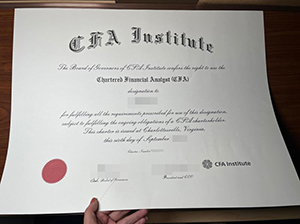 CFA Institute
The Board of Governors of CFA Institute confers the right to use the
Chartered Financial Analyst (CFA)
designation to
for fulfilling all the requirements prescribed for use of this designation,
subject to fulfilling the ongoing obligations of a CFA charterholder.
This charter is issued at Charlottesville, Virginia,
this ninth day of September
CFA Institute